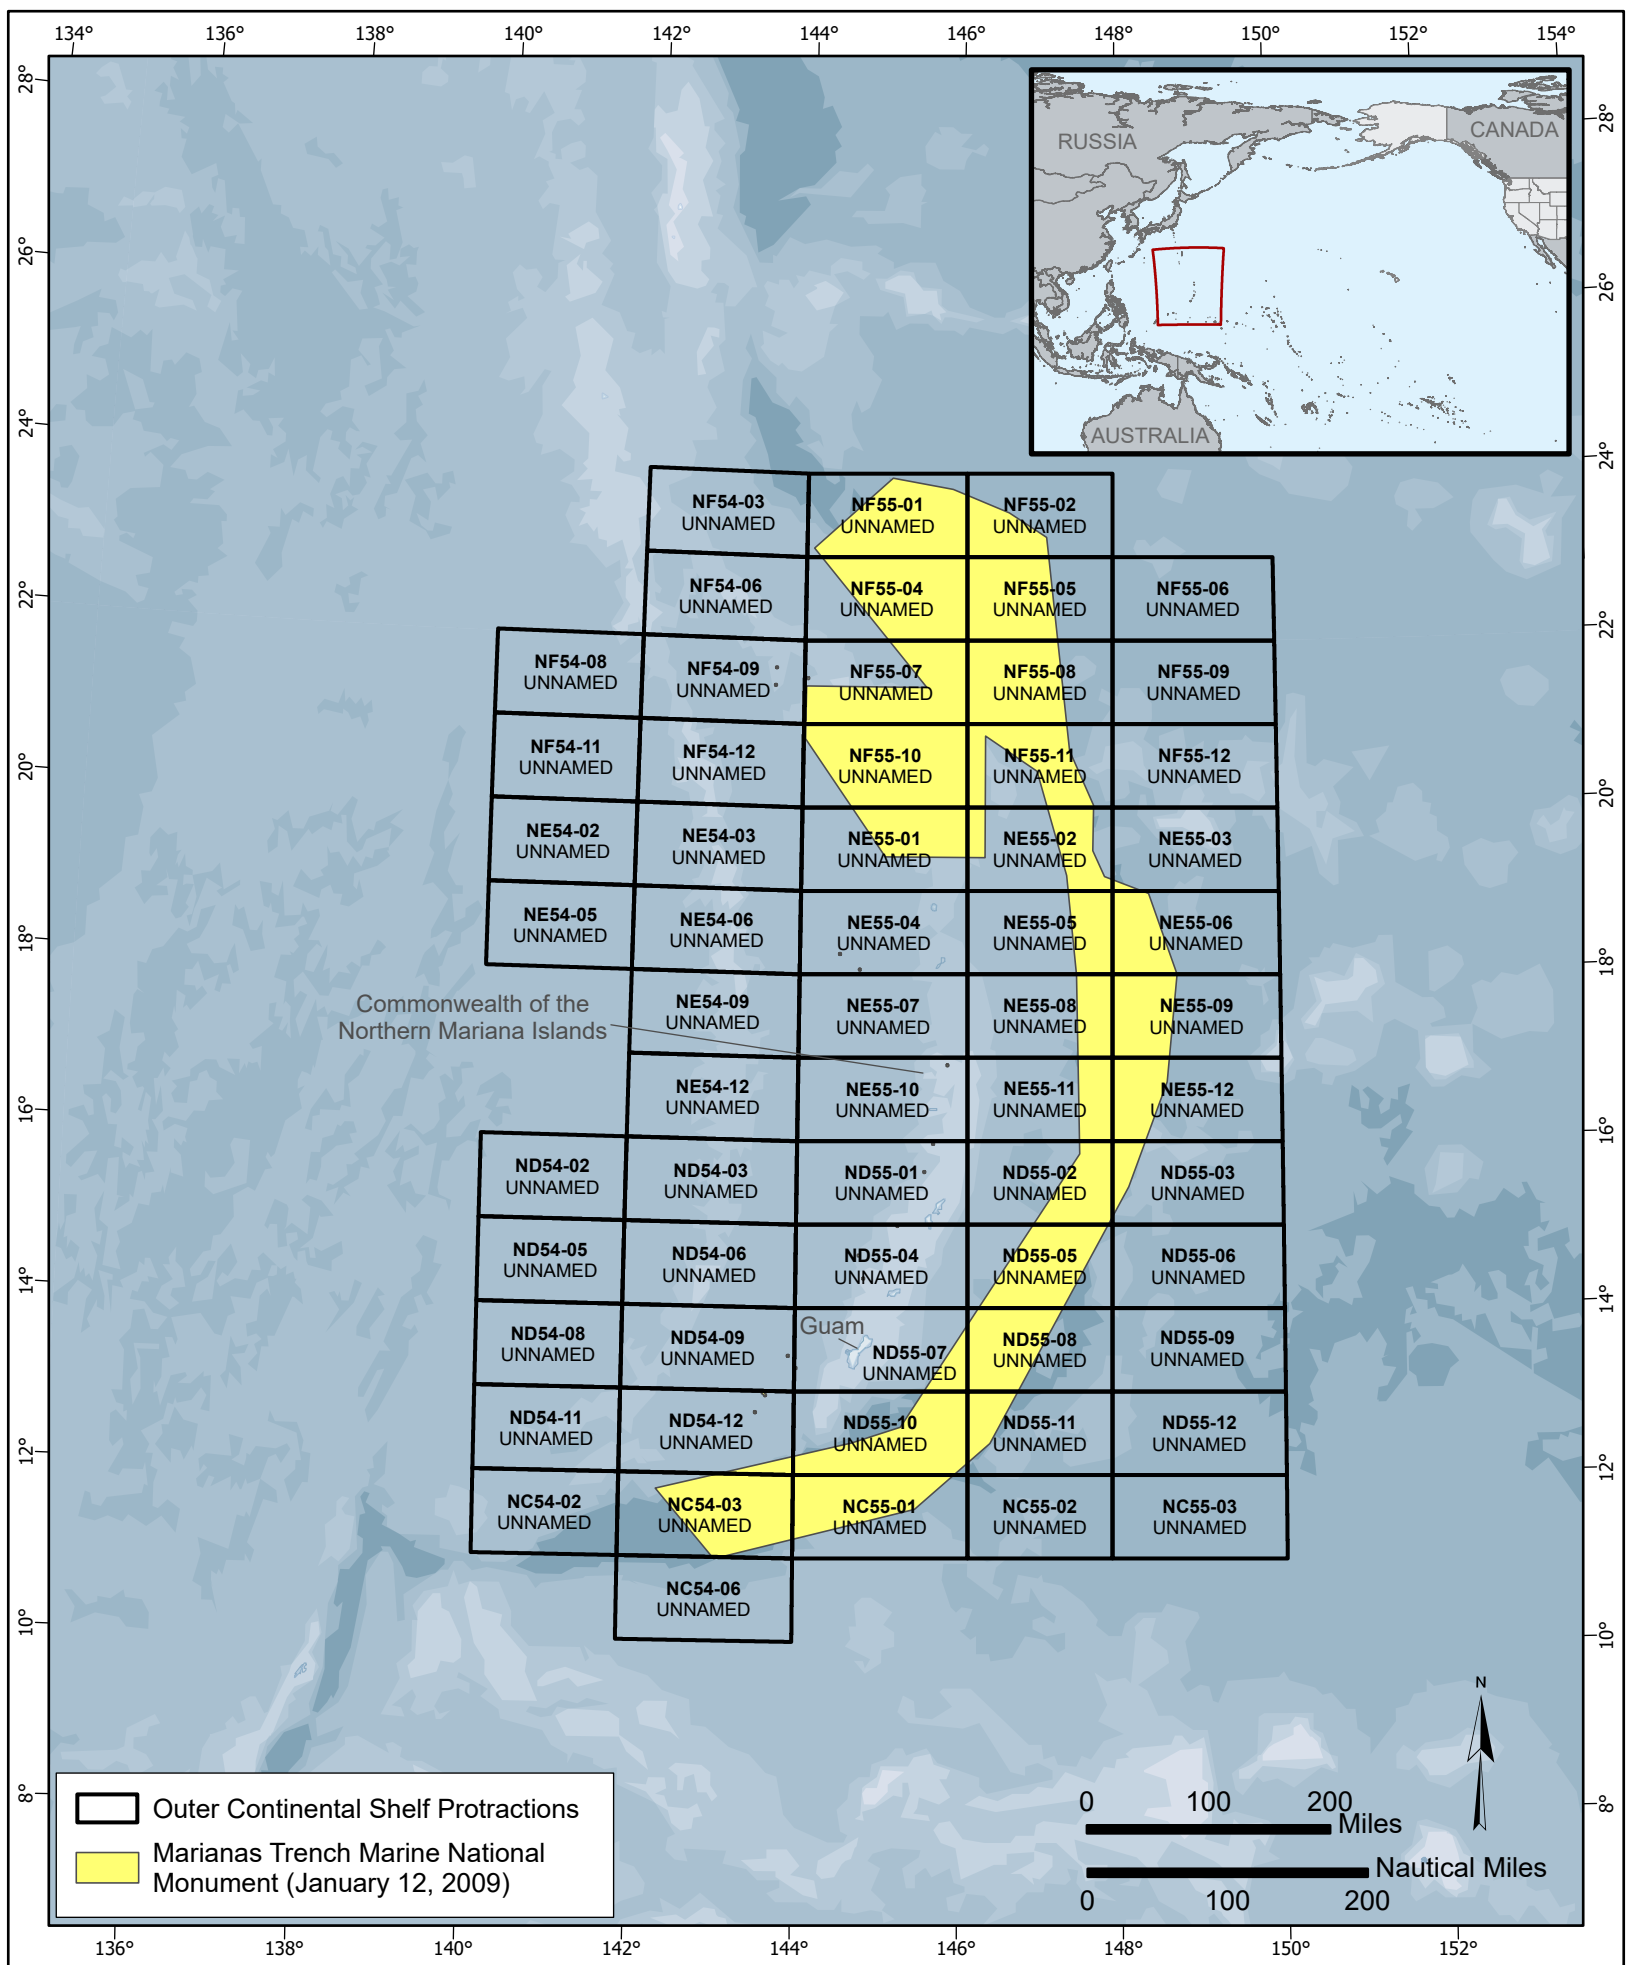 134° 136° 138° 140° 142° 144° 146° 148° 150° 152° 154°
28°
26°
24°
22°
20°
18°
16°
14°
12°
10°
8°
28°
26°
24°
22°
20°
18°
16°
14°
12°
10°
8°
RUSSIA
CANADA
AUSTRALIA
NF54-03
UNNAMED
NF55-01
UNNAMED
NF55-02
UNNAMED
NF54-06
UNNAMED
NF55-04
UNNAMED
NF55-05
UNNAMED
NF55-06
UNNAMED
NF54-08
UNNAMED
NF54-09
UNNAMED
NF55-07
UNNAMED
NF55-08
UNNAMED
NF55-09
UNNAMED
NF54-11
UNNAMED
NF54-12
UNNAMED
NF55-10
UNNAMED
NF55-11
UNNAMED
NF55-12
UNNAMED
NE54-02
UNNAMED
NE54-03
UNNAMED
NE55-01
UNNAMED
NE55-02
UNNAMED
NE55-03
UNNAMED
NE54-05
UNNAMED
NE54-06
UNNAMED
NE55-04
UNNAMED
NE55-05
UNNAMED
NE55-06
UNNAMED
Commonwealth of the
Northern Mariana Islands
NE54-09
UNNAMED
NE55-07
UNNAMED
NE55-08
UNNAMED
NE55-09
UNNAMED
NE54-12
UNNAMED
NE55-10
UNNAMED
NE55-11
UNNAMED
NE55-12
UNNAMED
ND54-02
UNNAMED
ND54-03
UNNAMED
ND55-01
UNNAMED
ND55-02
UNNAMED
ND55-03
UNNAMED
ND54-05
UNNAMED
ND54-06
UNNAMED
ND55-04
UNNAMED
ND55-05
UNNAMED
ND55-06
UNNAMED
ND54-08
UNNAMED
ND54-09
UNNAMED
Guam
ND55-07
UNNAMED
ND55-08
UNNAMED
ND55-09
UNNAMED
ND54-11
UNNAMED
ND54-12
UNNAMED
ND55-10
UNNAMED
ND55-11
UNNAMED
ND55-12
UNNAMED
NC54-02
UNNAMED
NC54-03
UNNAMED
NC55-01
UNNAMED
NC55-02
UNNAMED
NC55-03
UNNAMED
NC54-06
UNNAMED
N
Outer Continental Shelf Protractions
Marianas Trench Marine National
Monument (January 12, 2009)
0 100 200
Miles
Nautical Miles
0 100 200
136° 138° 140° 142° 144° 146° 148° 150° 152°